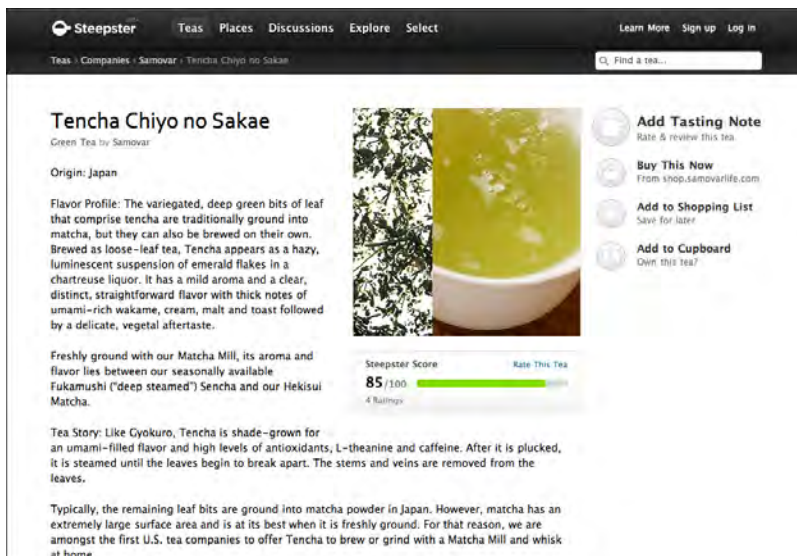 Steepster
Teas Places Discussions Explore Select
Learn More Sign up Log in
Teas › Companies › Samovar › Tencha Chiyo no Sakae
Find a tea...
Tencha Chiyo no Sakae
Green Tea by Samovar
Origin: Japan
Flavor Profile: The variegated, deep green bits of leaf
that comprise tencha are traditionally ground into
matcha, but they can also be brewed on their own.
Brewed as loose-leaf tea, Tencha appears as a hazy,
luminescent suspension of emerald flakes in a
chartreuse liquor. It has a mild aroma and a clear,
distinct, straightforward flavor with thick notes of
umami-rich wakame, cream, malt and toast followed
by a delicate, vegetal aftertaste.
Freshly ground with our Matcha Mill, its aroma and
flavor lies between our seasonally available
Fukamushi ("deep steamed") Sencha and our Hekisui
Matcha.
Tea Story: Like Gyokuro, Tencha is shade-grown for
an umami-filled flavor and high levels of antioxidants, L-theanine and caffeine. After it is plucked,
it is steamed until the leaves begin to break apart. The stems and veins are removed from the
leaves.
Typically, the remaining leaf bits are ground into matcha powder in Japan. However, matcha has an
extremely large surface area and is at its best when it is freshly ground. For that reason, we are
amongst the first U.S. tea companies to offer Tencha to brew or grind with a Matcha Mill and whisk
at home.
Steepster Score
Rate This Tea
85/100
4 Ratings
Add Tasting Note
Rate & review this tea
Buy This Now
From shop.samovarlife.com
Add to Shopping List
Save for later
Add to Cupboard
Own this tea?